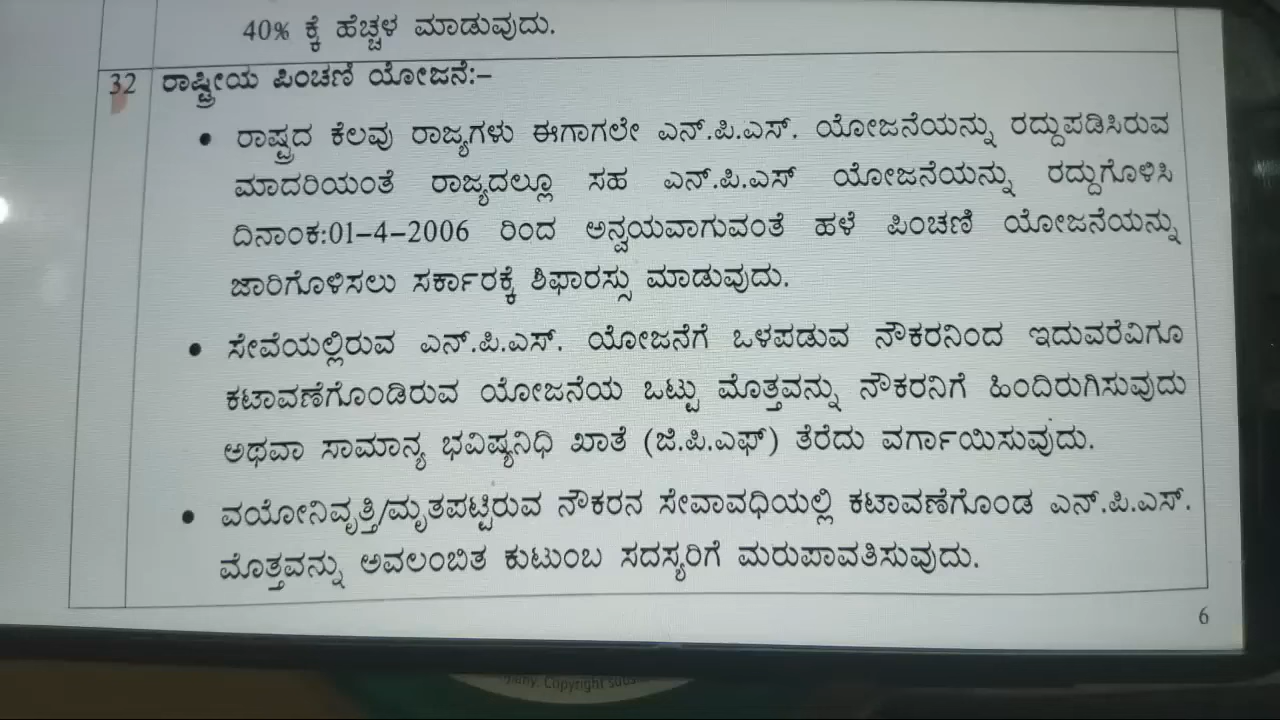 40% ಕ್ಕೆ ಹೆಚ್ಚಳ ಮಾಡುವುದು.
32 ರಾಷ್ಟ್ರೀಯ ಪಿಂಚಣಿ ಯೋಜನೆ:–
• ರಾಷ್ಟ್ರದ ಕೆಲವು ರಾಜ್ಯಗಳು ಈಗಾಗಲೇ ಎನ್.ಪಿ.ಎಸ್. ಯೋಜನೆಯನ್ನು ರದ್ದುಪಡಿಸಿರುವ
ಮಾದರಿಯಂತೆ ರಾಜ್ಯದಲ್ಲೂ ಸಹ ಎನ್.ಪಿ.ಎಸ್ ಯೋಜನೆಯನ್ನು ರದ್ದುಗೊಳಿಸಿ
ದಿನಾಂಕ:01–4–2006 ರಿಂದ ಅನ್ವಯವಾಗುವಂತೆ ಹಳೆ ಪಿಂಚಣಿ ಯೋಜನೆಯನ್ನು
ಜಾರಿಗೊಳಿಸಲು ಸರ್ಕಾರಕ್ಕೆ ಶಿಫಾರಸ್ಸು ಮಾಡುವುದು.
• ಸೇವೆಯಲ್ಲಿರುವ ಎನ್.ಪಿ.ಎಸ್. ಯೋಜನೆಗೆ ಒಳಪಡುವ ನೌಕರನಿಂದ ಇದುವರೆವಿಗೂ
ಕಟಾವಣೆಗೊಂಡಿರುವ ಯೋಜನೆಯ ಒಟ್ಟು ಮೊತ್ತವನ್ನು ನೌಕರನಿಗೆ ಹಿಂದಿರುಗಿಸುವುದು
ಅಥವಾ ಸಾಮಾನ್ಯ ಭವಿಷ್ಯನಿಧಿ ಖಾತೆ (ಜಿ.ಪಿ.ಎಫ್) ತೆರೆದು ವರ್ಗಾಯಿಸುವುದು.
• ವಯೋನಿವೃತ್ತಿ/ಮೃತಪಟ್ಟಿರುವ ನೌಕರನ ಸೇವಾವಧಿಯಲ್ಲಿ ಕಟಾವಣೆಗೊಂಡ ಎನ್.ಪಿ.ಎಸ್.
ಮೊತ್ತವನ್ನು ಅವಲಂಬಿತ ಕುಟುಂಬ ಸದಸ್ಯರಿಗೆ ಮರುಪಾವತಿಸುವುದು.
6
Copyright